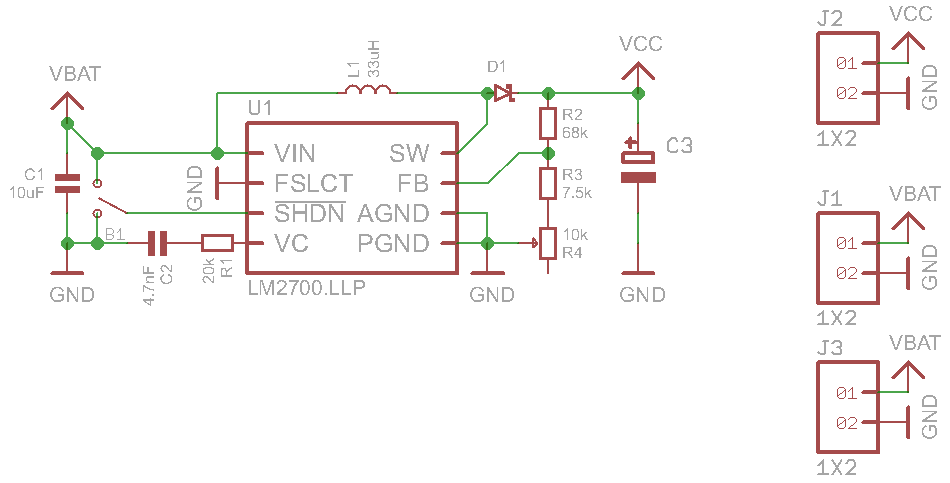 VBAT
C1
10uF
B1
GND
4.7nF
C2
20k
R1
GND
L1
33uH
U1
VIN
FSLCT
SHDN
VC
SW
FB
AGND
PGND
LM2700.LLP
D1
R2
68k
R3
7.5k
10k
R4
GND
VCC
C3
GND
J2
VCC
01
02
GND
1X2
J1
VBAT
01
02
GND
1X2
J3
VBAT
01
02
GND
1X2